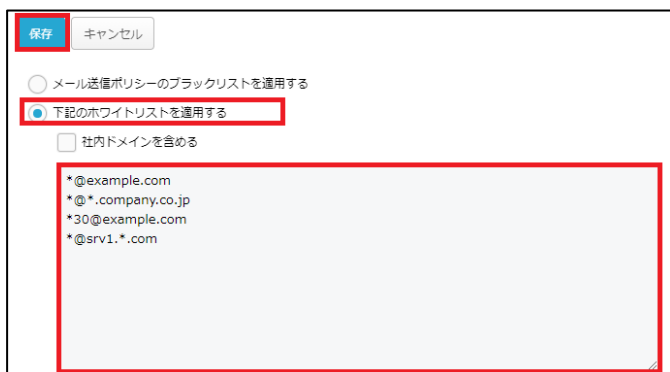 保存 キャンセル
メール送信ポリシーのブラックリストを適用する
下記のホワイトリストを適用する
社内ドメインを含める
*@example.com
*@*.company.co.jp
*30@example.com
*@srv1.*.com